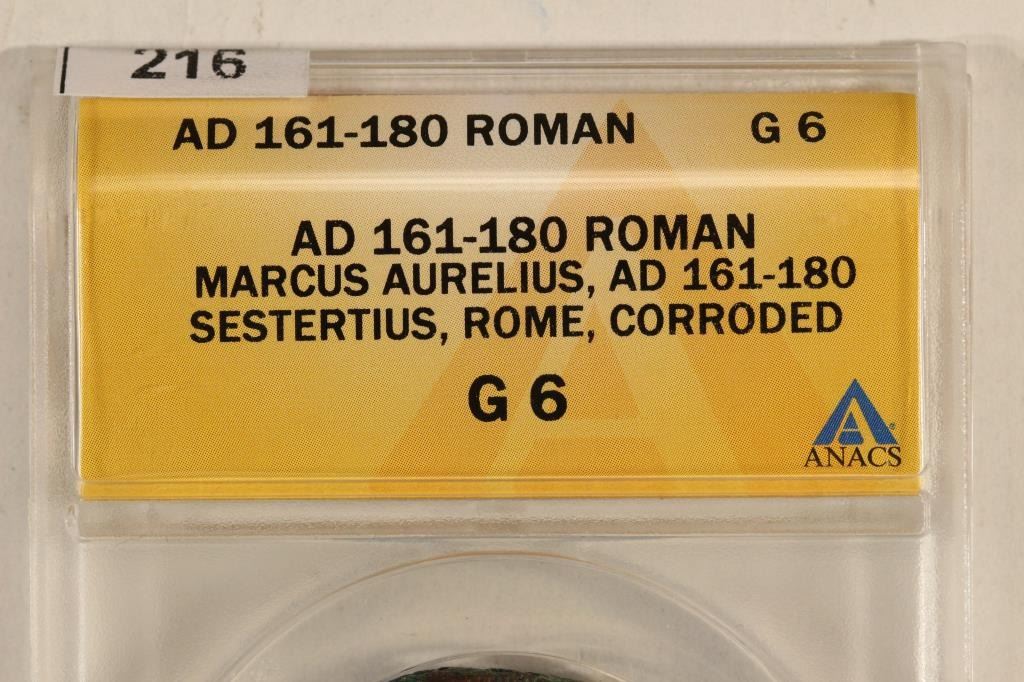 216
AD 161-180 ROMAN G 6
AD 161-180 ROMAN
MARCUS AURELIUS, AD 161-180
SESTERTIUS, ROME, CORRODED
G 6
ANACS